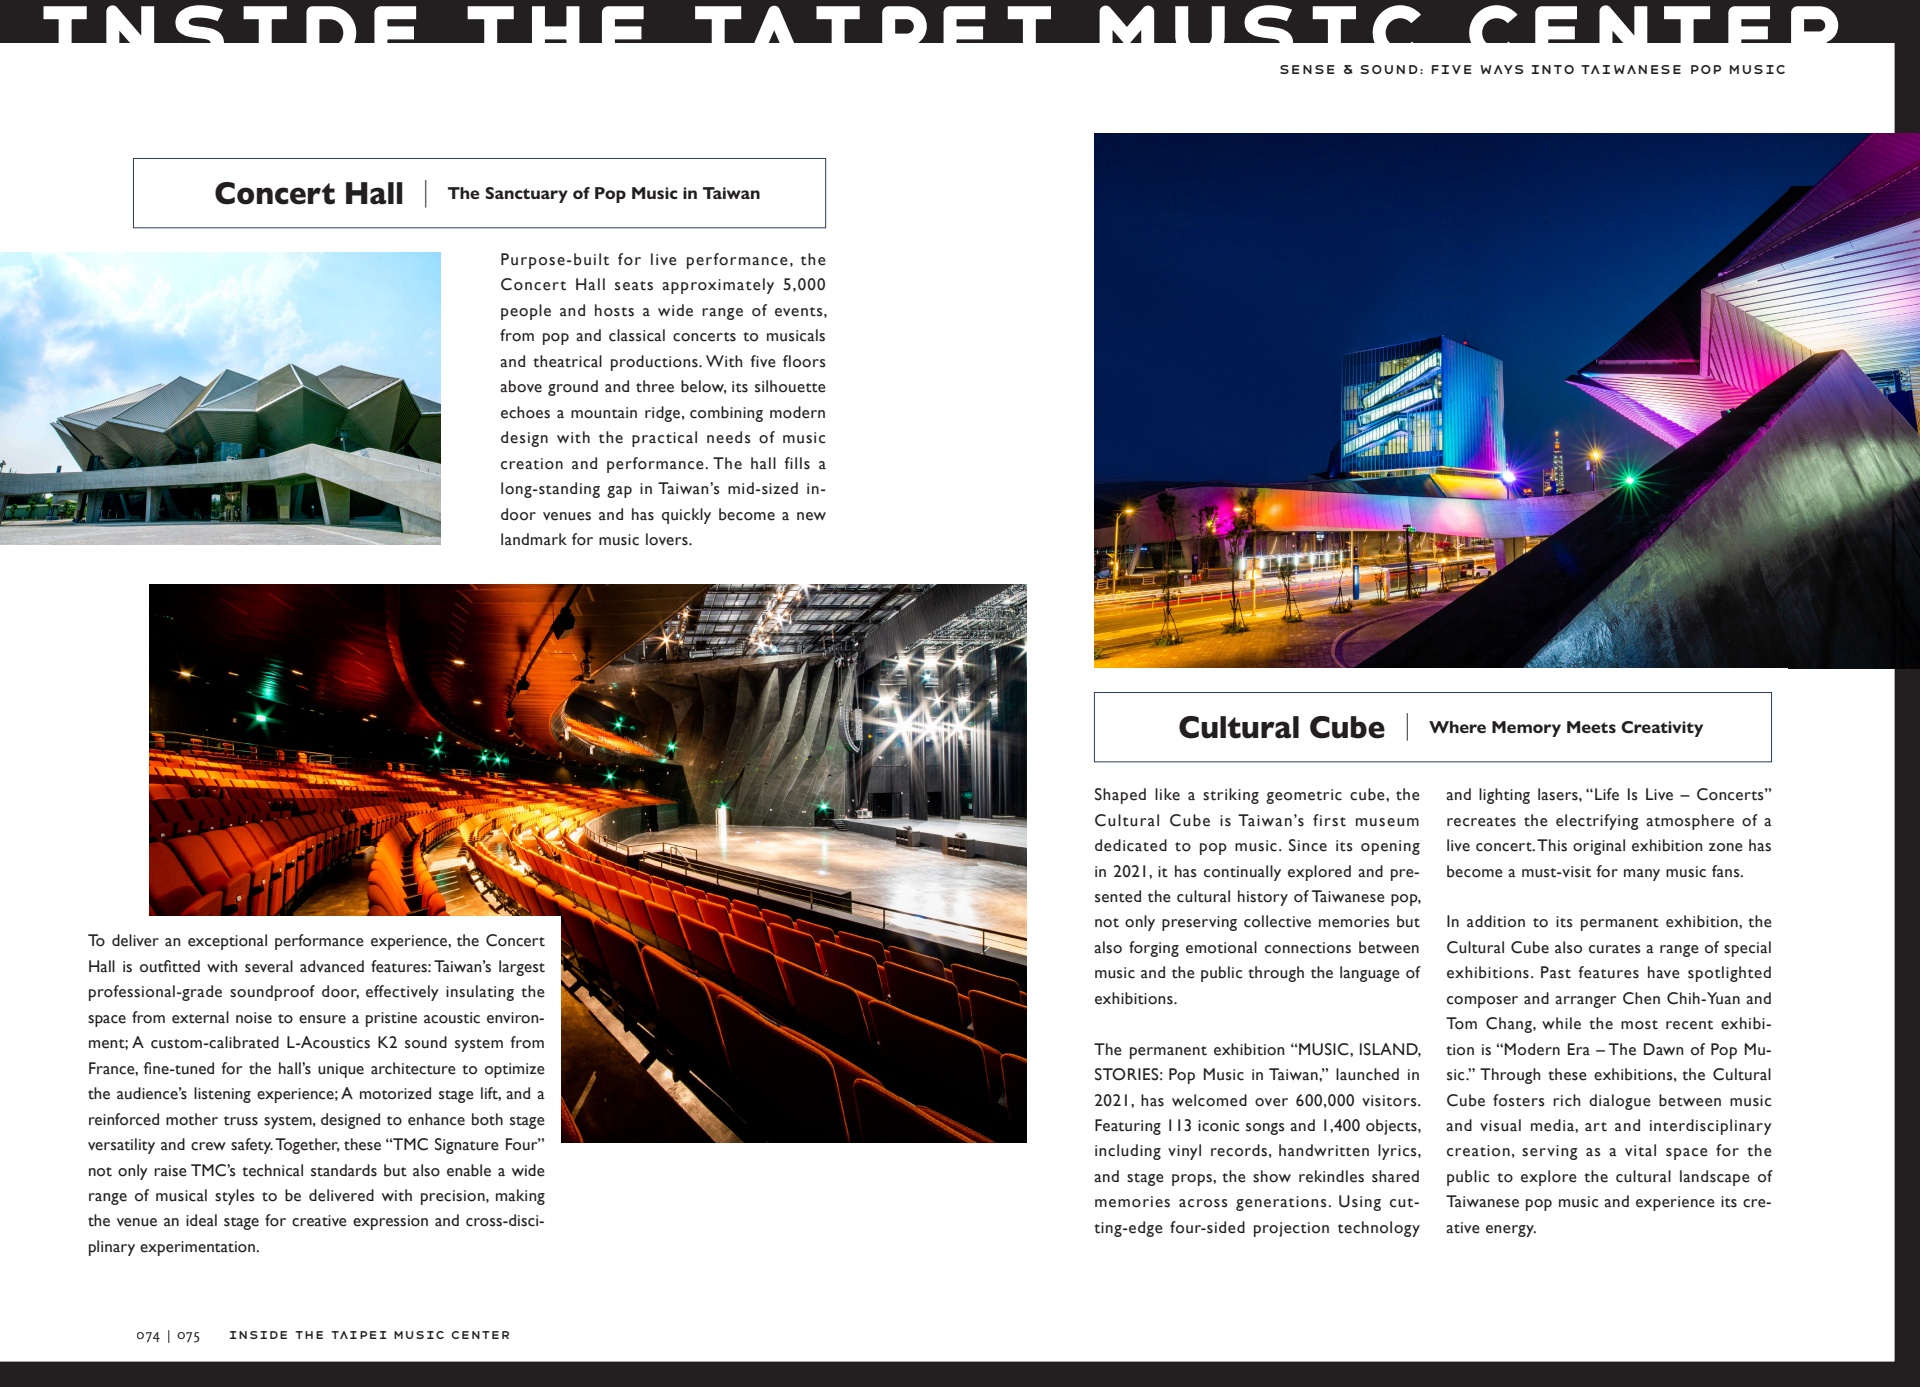 INSIDE THE TAIPEI MUSIC CENTER
SENSE & SOUND: FIVE WAYS INTO TAIWANESE POP MUSIC
Concert Hall | The Sanctuary of Pop Music in Taiwan
Purpose-built for live performance, the
Concert Hall seats approximately 5,000
people and hosts a wide range of events,
from pop and classical concerts to musicals
and theatrical productions. With five floors
above ground and three below, its silhouette
echoes a mountain ridge, combining modern
design with the practical needs of music
creation and performance. The hall fills a
long-standing gap in Taiwan's mid-sized in-
door venues and has quickly become a new
landmark for music lovers.
To deliver an exceptional performance experience, the Concert
Hall is outfitted with several advanced features: Taiwan's largest
professional-grade soundproof door, effectively insulating the
space from external noise to ensure a pristine acoustic environ-
ment; A custom-calibrated L-Acoustics K2 sound system from
France, fine-tuned for the hall's unique architecture to optimize
the audience's listening experience; A motorized stage lift, and a
reinforced mother truss system, designed to enhance both stage
versatility and crew safety. Together, these “TMC Signature Four”
not only raise TMC's technical standards but also enable a wide
range of musical styles to be delivered with precision, making
the venue an ideal stage for creative expression and cross-disci-
plinary experimentation.
Cultural Cube | Where Memory Meets Creativity
Shaped like a striking geometric cube, the
Cultural Cube is Taiwan's first museum
dedicated to pop music. Since its opening
in 2021, it has continually explored and pre-
sented the cultural history of Taiwanese pop,
not only preserving collective memories but
also forging emotional connections between
music and the public through the language of
exhibitions.
The permanent exhibition “MUSIC, ISLAND,
STORIES: Pop Music in Taiwan,” launched in
2021, has welcomed over 600,000 visitors.
Featuring 113 iconic songs and 1,400 objects,
including vinyl records, handwritten lyrics,
and stage props, the show rekindles shared
memories across generations. Using cut-
ting-edge four-sided projection technology
and lighting lasers, “Life Is Live – Concerts”
recreates the electrifying atmosphere of a
live concert. This original exhibition zone has
become a must-visit for many music fans.
In addition to its permanent exhibition, the
Cultural Cube also curates a range of special
exhibitions. Past features have spotlighted
composer and arranger Chen Chih-Yuan and
Tom Chang, while the most recent exhibi-
tion is “Modern Era – The Dawn of Pop Mu-
sic.” Through these exhibitions, the Cultural
Cube fosters rich dialogue between music
and visual media, art and interdisciplinary
creation, serving as a vital space for the
public to explore the cultural landscape of
Taiwanese pop music and experience its cre-
ative energy.
074 | 075 INSIDE THE TAIPEI MUSIC CENTER